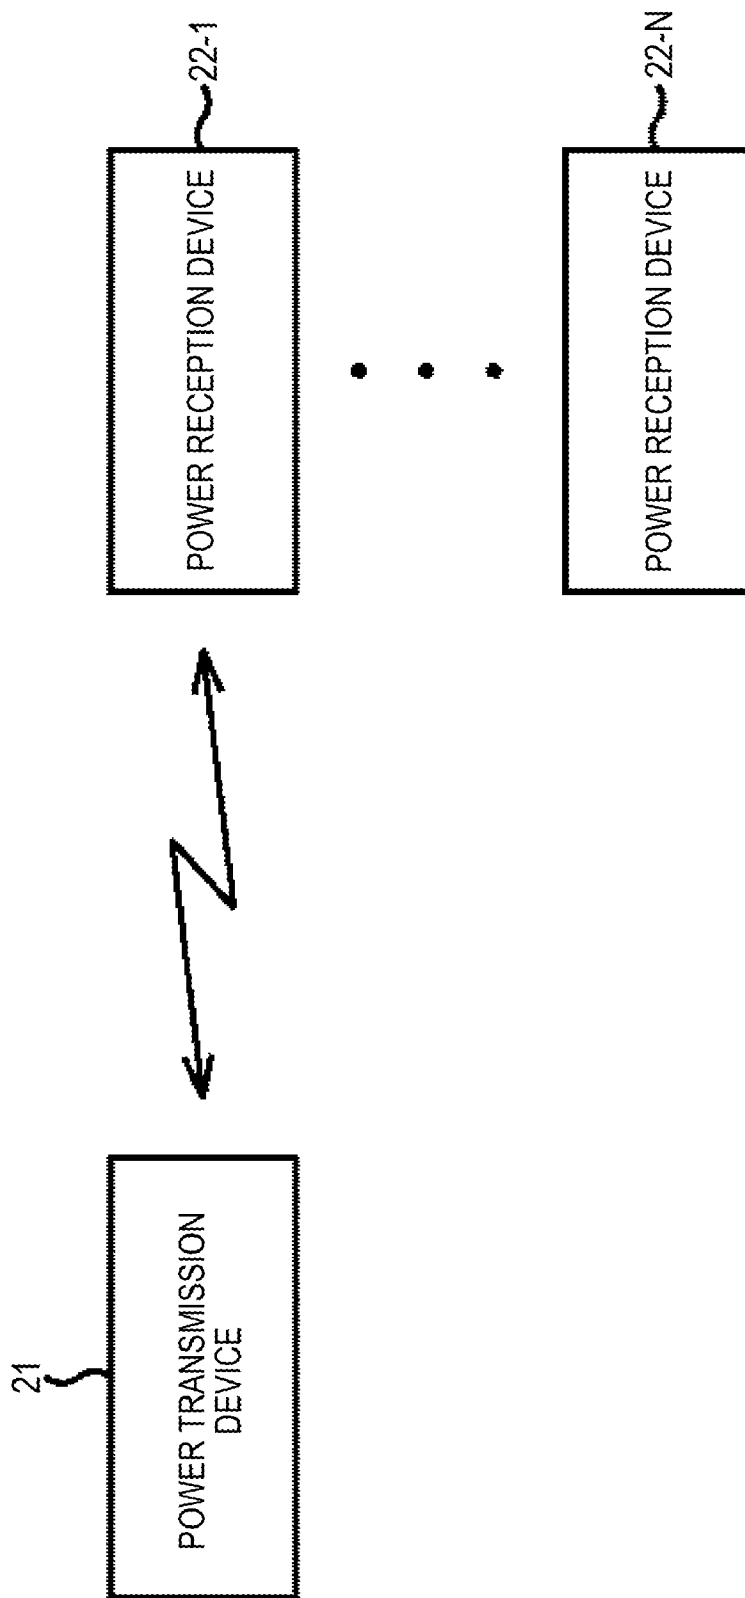 21
POWER TRANSMISSION
DEVICE
22-1
POWER RECEPTION DEVICE
22-N
POWER RECEPTION DEVICE